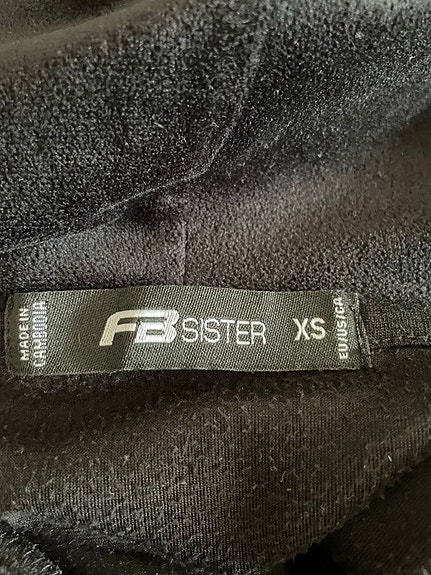 MADE IN
CAMBODIA
FB SISTER
XS
EU/US/CA